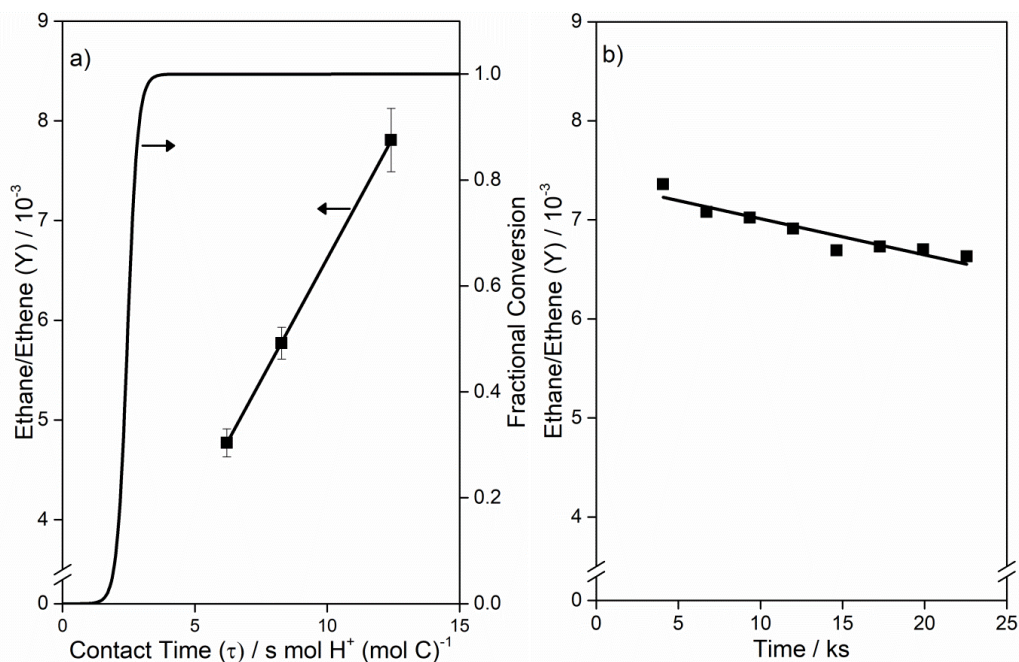 a)
9
8
7
6
5
4
0
Ethane/Ethene (Y) / 10⁻³
1.0
0.8
0.6
0.4
0.2
0.0
Fractional Conversion
0 5 10 15
Contact Time (τ) / s mol H⁺ (mol C)⁻¹
b)
9
8
7
6
5
4
0
Ethane/Ethene (Y) / 10⁻³
0 5 10 15 20 25
Time / ks